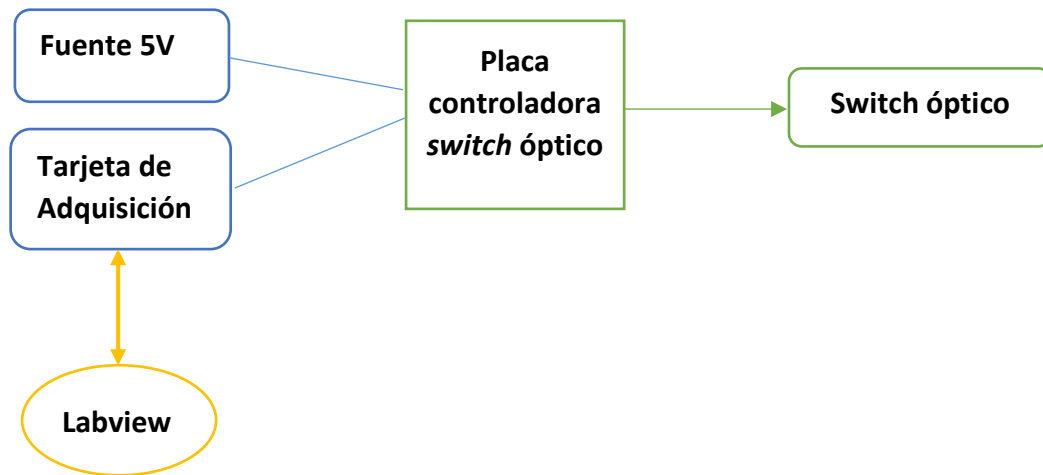 Fuente 5V
Placa
controladora
switch óptico
Switch óptico
Tarjeta de
Adquisición
Labview